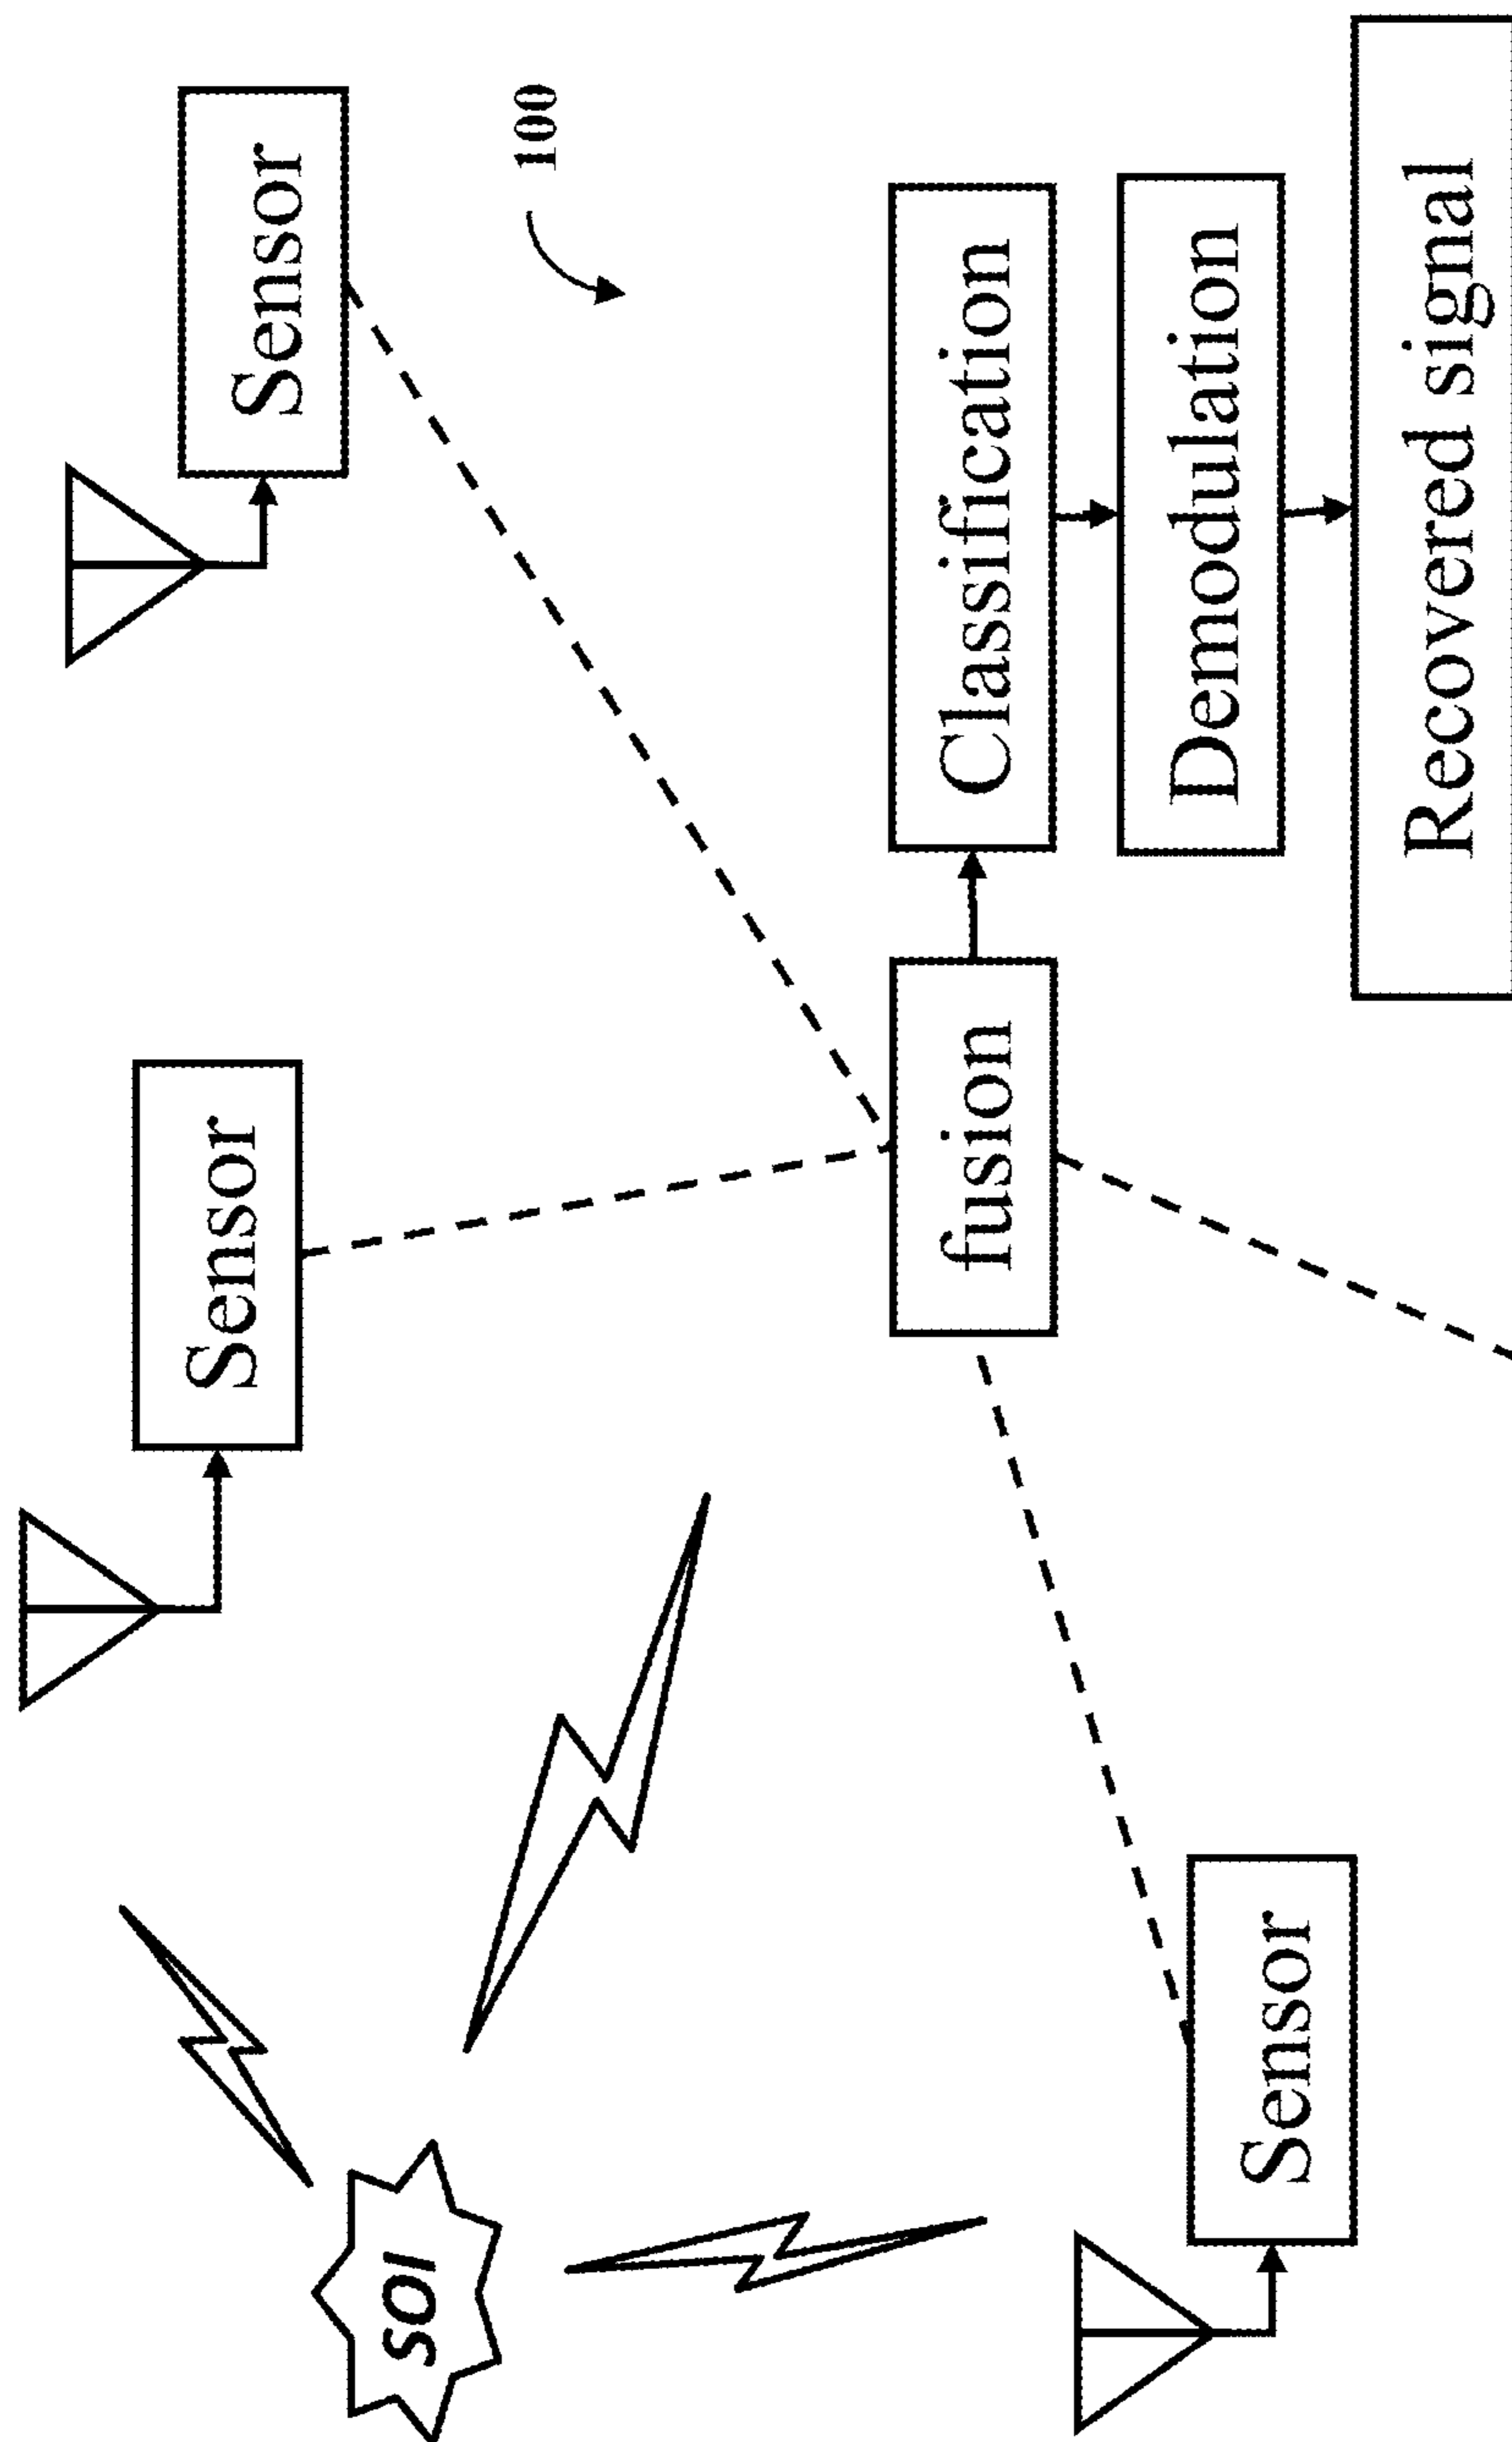 Sensor
Sensor
100
SOI
fusion
Classification
Demodulation
Sensor
Recovered signal